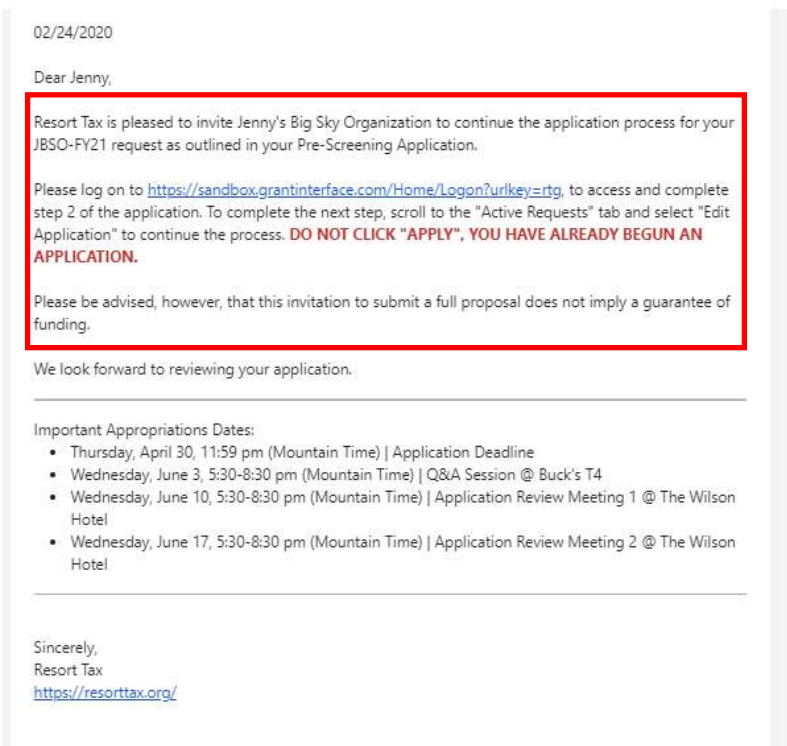 02/24/2020
Dear Jenny,
Resort Tax is pleased to invite Jenny's Big Sky Organization to continue the application process for your
JBSO-FY21 request as outlined in your Pre-Screening Application.
Please log on to https://sandbox.grantinterface.com/Home/Logon?urlkey=rtg, to access and complete
step 2 of the application. To complete the next step, scroll to the "Active Requests" tab and select "Edit
Application" to continue the process. DO NOT CLICK "APPLY", YOU HAVE ALREADY BEGUN AN
APPLICATION.
Please be advised, however, that this invitation to submit a full proposal does not imply a guarantee of
funding.
We look forward to reviewing your application.
Important Appropriations Dates:
• Thursday, April 30, 11:59 pm (Mountain Time) | Application Deadline
• Wednesday, June 3, 5:30-8:30 pm (Mountain Time) | Q&A Session @ Buck's T4
• Wednesday, June 10, 5:30-8:30 pm (Mountain Time) | Application Review Meeting 1 @ The Wilson
Hotel
• Wednesday, June 17, 5:30-8:30 pm (Mountain Time) | Application Review Meeting 2 @ The Wilson
Hotel
Sincerely,
Resort Tax
https://resorttax.org/